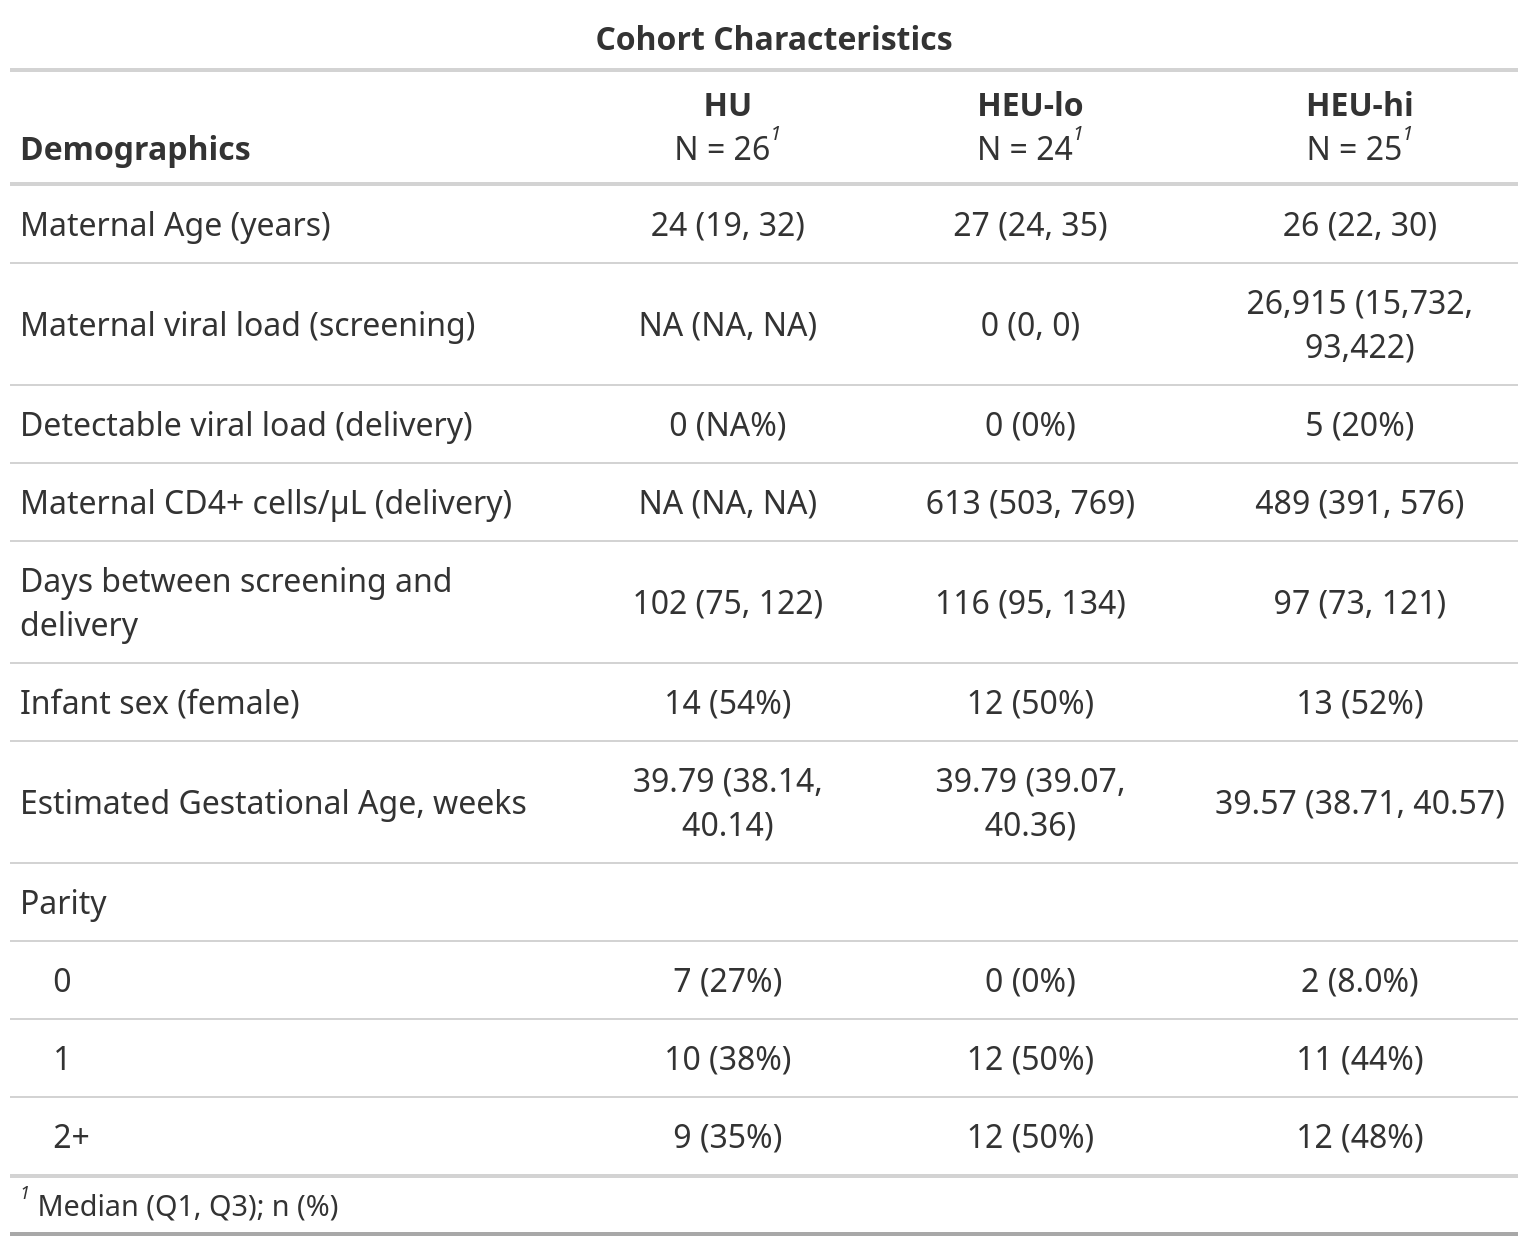 Cohort Characteristics
Demographics HU N = 26¹ HEU-lo N = 24¹ HEU-hi N = 25¹
Maternal Age (years) 24 (19, 32) 27 (24, 35) 26 (22, 30)
Maternal viral load (screening) NA (NA, NA) 0 (0, 0) 26,915 (15,732, 93,422)
Detectable viral load (delivery) 0 (NA%) 0 (0%) 5 (20%)
Maternal CD4+ cells/µL (delivery) NA (NA, NA) 613 (503, 769) 489 (391, 576)
Days between screening and delivery 102 (75, 122) 116 (95, 134) 97 (73, 121)
Infant sex (female) 14 (54%) 12 (50%) 13 (52%)
Estimated Gestational Age, weeks 39.79 (38.14, 40.14) 39.79 (39.07, 40.36) 39.57 (38.71, 40.57)
Parity
0 7 (27%) 0 (0%) 2 (8.0%)
1 10 (38%) 12 (50%) 11 (44%)
2+ 9 (35%) 12 (50%) 12 (48%)
¹ Median (Q1, Q3); n (%)